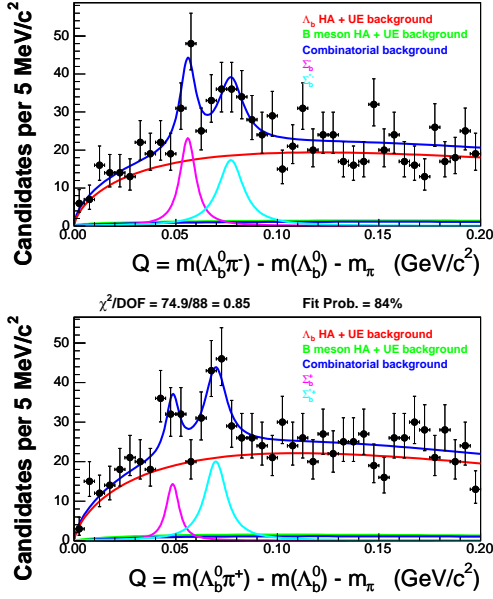 Candidates per 5 MeV/c²
50
40
30
20
10
0
Λb HA + UE background
B meson HA + UE background
Combinatorial background
Σb⁻
Σb*⁻
0.00 0.05 0.10 0.15 0.20
Q = m(Λb⁰π⁻) - m(Λb⁰) - mπ (GeV/c²)
χ²/DOF = 74.9/88 = 0.85 Fit Prob. = 84%
Candidates per 5 MeV/c²
50
40
30
20
10
0
Λb HA + UE background
B meson HA + UE background
Combinatorial background
Σb⁺
Σb*⁺
0.00 0.05 0.10 0.15 0.20
Q = m(Λb⁰π⁺) - m(Λb⁰) - mπ (GeV/c²)